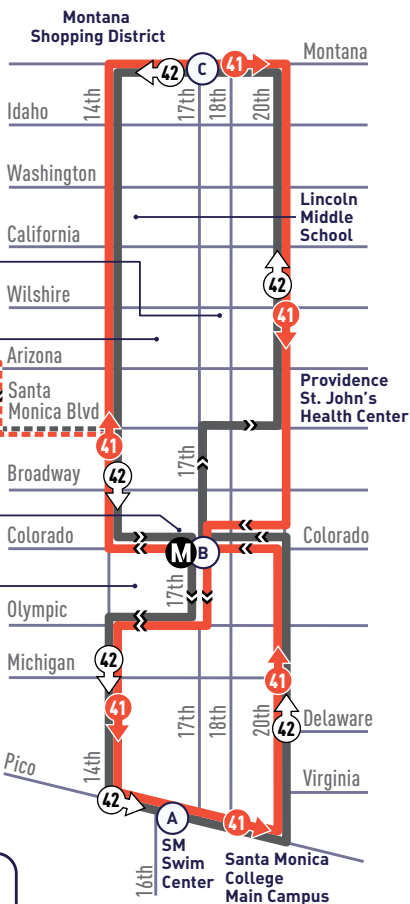 Montana
Shopping District
Montana
42
C
41
14th
17th
18th
20th
Idaho
Washington
Lincoln
Middle
School
California
42
Wilshire
41
Arizona
Providence
St. John's
Health Center
Santa
Monica Blvd
41
17th
Broadway
42
Colorado
M
B
Colorado
17th
Olympic
42
Michigan
41
41
14th
17th
18th
20th
42
Delaware
Pico
Virginia
42
A
41
16th
SM
Swim
Center
Santa Monica
College
Main Campus